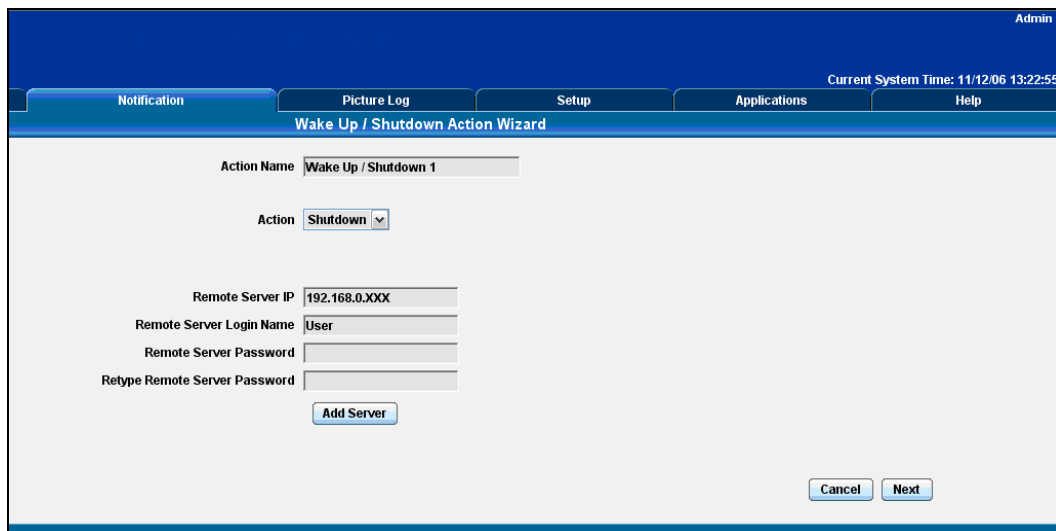 Admin
Current System Time: 11/12/06 13:22:55
Notification Picture Log Setup Applications Help
Wake Up / Shutdown Action Wizard
Action Name Wake Up / Shutdown 1
Action Shutdown
Remote Server IP 192.168.0.XXX
Remote Server Login Name User
Remote Server Password
Retype Remote Server Password
Add Server
Cancel Next